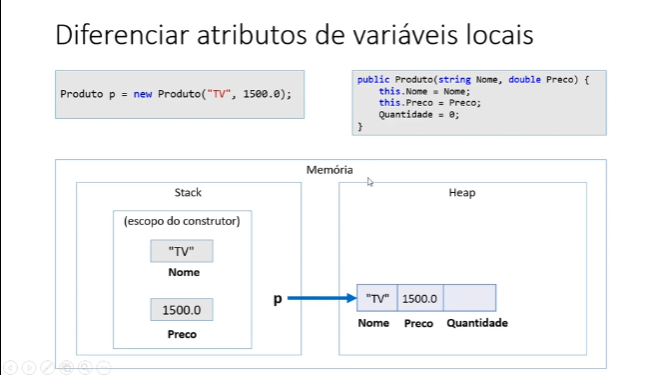 Diferenciar atributos de variáveis locais
Produto p = new Produto("TV", 1500.0);
public Produto(string Nome, double Preco) {
this.Nome = Nome;
this.Preco = Preco;
Quantidade = 0;
}
Memória
Stack
Heap
(escopo do construtor)
"TV"
Nome
1500.0
Preco
p
"TV" 1500.0
Nome Preco Quantidade